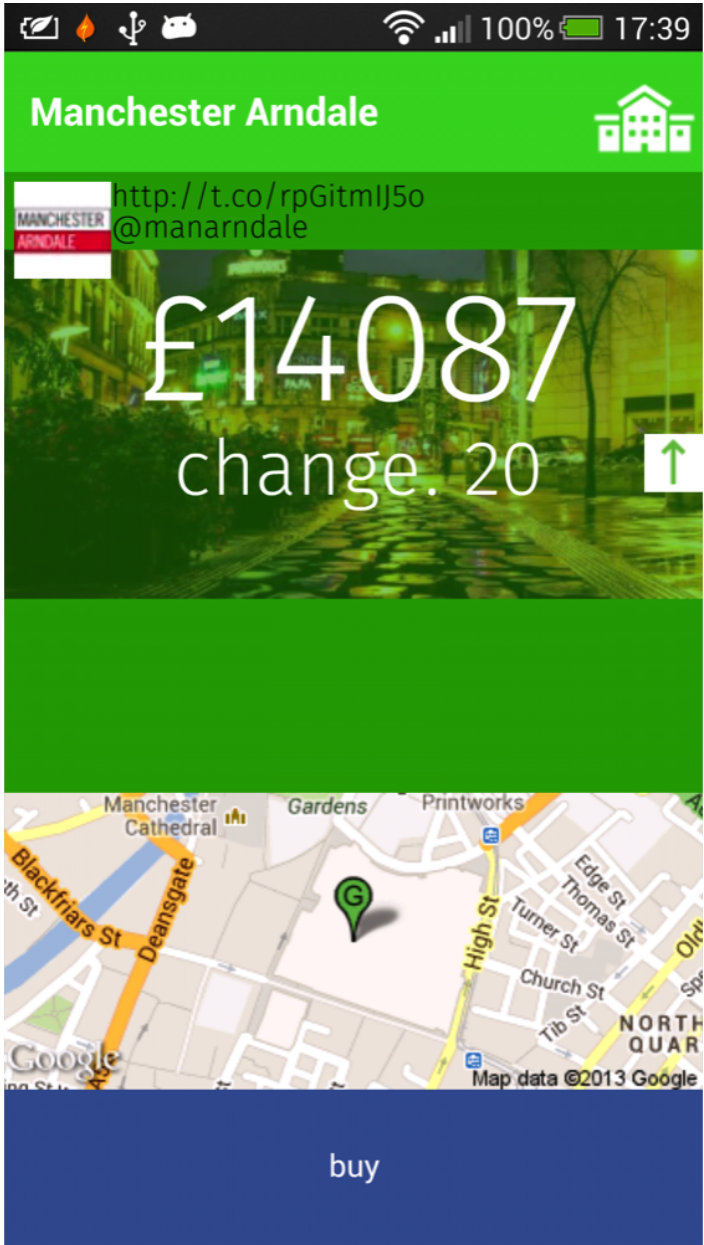 100% 17:39
Manchester Arndale
MANCHESTER
ARNDALE
http://t.co/rpGitmIJ5o
@manarndale
PRINTWORKS
PAPA
£14087
change. 20
Manchester
Cathedral
Gardens
Printworks
Blackfriars St
Deansgate
G
High St
Edge St
Thomas St
Turner St
Church St
Tib St
NORTH
QUAR
Google
Map data ©2013 Google
buy